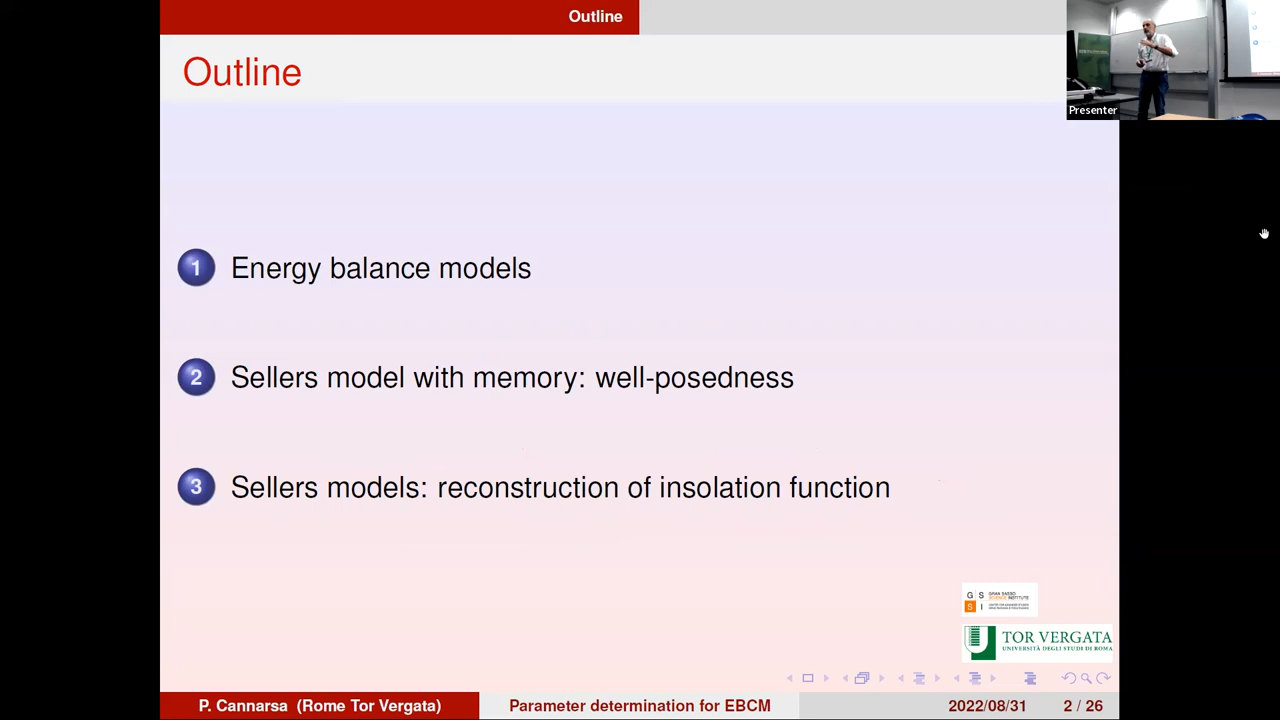 Outline
Outline
Presenter
1 Energy balance models
2 Sellers model with memory: well-posedness
3 Sellers models: reconstruction of insolation function
G S
S I
GRAN SASSO
SCIENCE INSTITUTE
TOR VERGATA
UNIVERSITÀ DEGLI STUDI DI ROMA
P. Cannarsa (Rome Tor Vergata)
Parameter determination for EBCM
2022/08/31
2 / 26